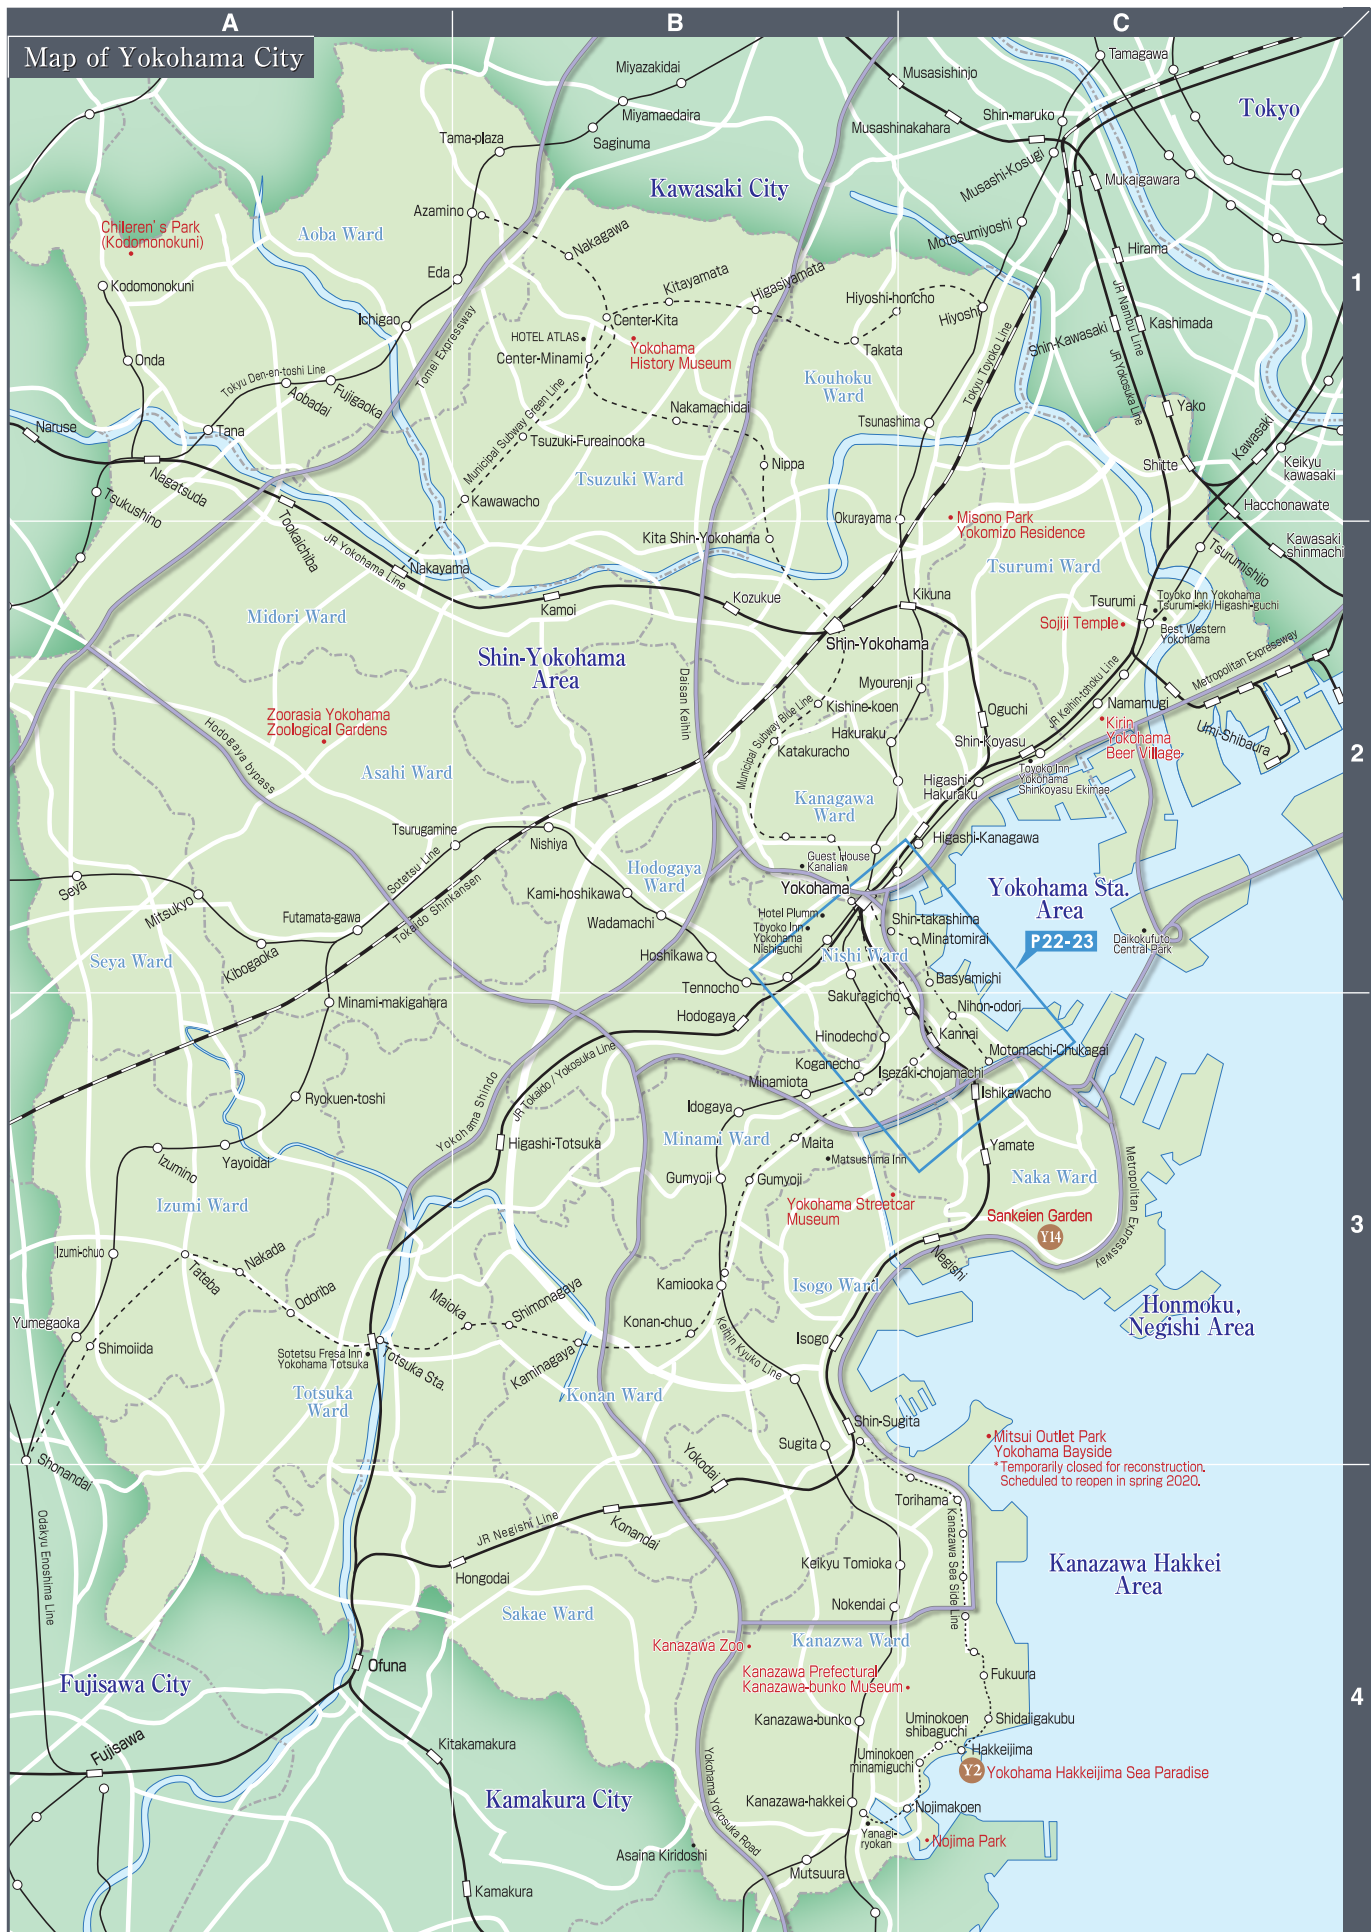 A
B
C
Map of Yokohama City
Miyazakidai
Tamagawa
Musasishinjo
Miyamaedaira
Shin-maruko
Tokyo
Tama-plaza
Saginuma
Musashinakahara
Musashi-Kosugi
Mukaigawara
Kawasaki City
Azamino
Chileren' s Park
(Kodomonokuni)
Aoba Ward
Nakagawa
Motosumiyoshi
Hirama
Eda
Kitayamata
Higasiyamata
Kodomonokuni
Hiyoshi-honcho
Hiyoshi
1
JR Nambu Line
Ichigao
Center-Kita
Shin-Kawasaki
Kashimada
HOTEL ATLAS
Center-Minami
Yokohama
History Museum
Takata
Onda
Tokyu Den-en-toshi Line
Tomei Expressway
Tokyu Toyoko Line
JR Yokosuka Line
Aobadai
Fujigaoka
Kouhoku
Ward
Municipal Subway Green Line
Nakamachidai
Tsunashima
Yako
Naruse
Tana
Tsuzuki-Fureainooka
Kawasaki
Nagatsuda
Tsuzuki Ward
Nippa
Shitte
Keikyu
kawasaki
Tsukushino
Kawawacho
Hacchonawate
Tookaichiba
Okurayama
Misono Park
Yokomizo Residence
Kita Shin-Yokohama
JR Yokohama Line
Nakayama
Kawasaki
shinmachi
Tsurumi Ward
Tsurumishijo
Midori Ward
Kamoi
Kozukue
Kikuna
Tsurumi
Toyoko Inn Yokohama
Tsurumi-eki Higashi-guchi
Sojiji Temple
Best Western
Yokohama
Shin-Yokohama
Shin-Yokohama
Area
Metropolitan Expressway
Daisan Keihin
Myourenji
JR Keihin-tohoku Line
Kishine-koen
Oguchi
Namamugi
Zoorasia Yokohama
Zoological Gardens
Hodogaya bypass
Municipal Subway Blue Line
Hakuraku
Shin-Koyasu
Kirin
Yokohama
Beer Village
Umi-Shibaura
Katakuracho
Asahi Ward
2
Toyoko Inn
Yokohama
Shinkoyasu Ekimae
Higashi
Hakuraku
Kanagawa
Ward
Tsurugamine
Nishiya
Higashi-Kanagawa
Sotetsu Line
Guest House
Kanalian
Hodogaya
Ward
Seya
Mitsukyo
Kami-hoshikawa
Yokohama
Yokohama Sta.
Area
Futamata-gawa
Tokaido Shinkansen
Wadamachi
Hotel Plumm
Toyoko Inn
Yokohama
Nishiguchi
Shin-takashima
Minatomirai
P22-23
Daikokufuto
Central Park
Kibogaoka
Seya Ward
Hoshikawa
Nishi Ward
Tennocho
Basyamichi
Minami-makigahara
Sakuragicho
Nihon-odori
Hodogaya
Hinodecho
Kannai
JR Tokaido / Yokosuka Line
Koganecho
Motomachi-Chukagai
Minamiota
Isezaki-chojamachi
Ryokuen-toshi
Yokohama Shindo
Idogaya
Ishikawacho
Minami Ward
Izumino
Yayoidai
Higashi-Totsuka
Maita
Yamate
Matsushima Inn
Gumyoji
Gumyoji
Naka Ward
Metropolitan Expressway
Izumi Ward
Yokohama Streetcar
Museum
Sankeien Garden
Y14
3
Izumi-chuo
Nakada
Tateba
Negishi
Kamiooka
Isogo Ward
Honmoku,
Negishi Area
Odoriba
Maioka
Shimonagaya
Yumegaoka
Shimoiida
Konan-chuo
Isogo
Sotetsu Fresa Inn
Yokohama Totsuka
Totsuka Sta.
Kaminagaya
Keihin Kyuko Line
Totsuka
Ward
Konan Ward
Shin-Sugita
Sugita
Mitsui Outlet Park
Yokohama Bayside
*Temporarily closed for reconstruction.
Scheduled to reopen in spring 2020.
Shonandai
Yokodai
Torihama
Odakyu Enoshima Line
JR Negishi Line
Konandai
Kanazawa Sea Side Line
Hongodai
Keikyu Tomioka
Kanazawa Hakkei
Area
Nokendai
Sakae Ward
Kanazwa Ward
Kanazawa Zoo
Ofuna
Kanazawa Prefectural
Kanazawa-bunko Museum
Fukuura
Fujisawa City
4
Kanazawa-bunko
Uminokoen
shibaguchi
Shidaiigakubu
Fujisawa
Kitakamakura
Uminokoen
minamiguchi
Hakkeijima
Y2
Yokohama Hakkeijima Sea Paradise
Kamakura City
Yokohama Yokosuka Road
Kanazawa-hakkei
Nojimakoen
Yanagi-
ryokan
Nojima Park
Asaina Kiridoshi
Mutsuura
Kamakura